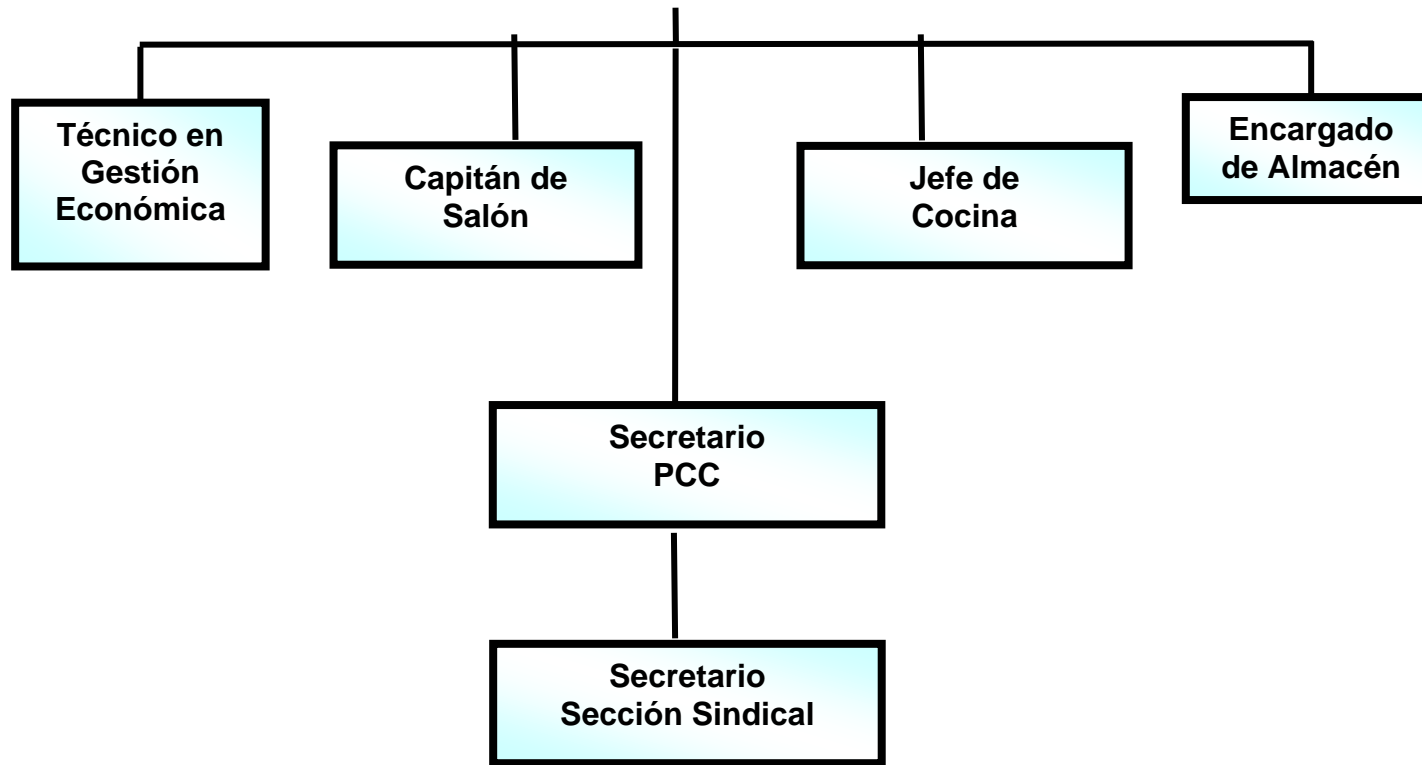 Técnico en
Gestión
Económica
Capitán de
Salón
Jefe de
Cocina
Encargado
de Almacén
Secretario
PCC
Secretario
Sección Sindical